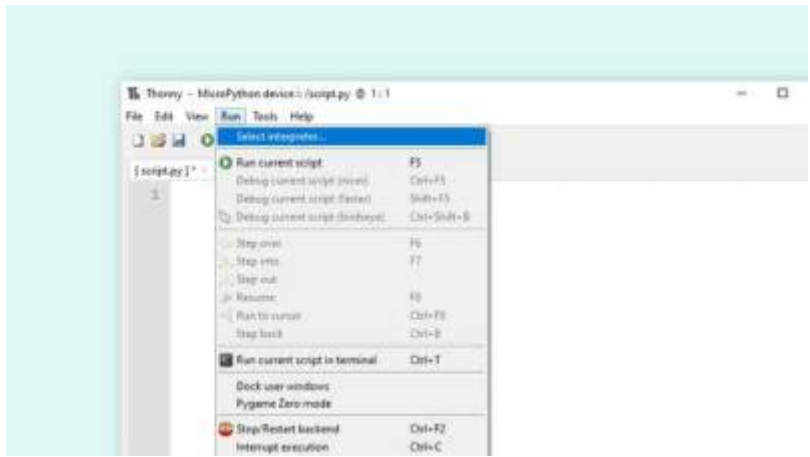 Thonny - MicroPython device :: /script.py @ 1:1
File Edit View Run Tools Help
Select interpreter...
[ script.py ] *
Run current script F5
Debug current script (nicer) Ctrl+F5
Debug current script (faster) Shift+F5
Debug current script (birdseye) Ctrl+Shift+B
1
Step over F6
Step into F7
Step out
Resume F8
Run to cursor Ctrl+F8
Step back Ctrl+B
Run current script in terminal Ctrl+T
Dock user windows
Pygame Zero mode
Stop/Restart backend Ctrl+F2
Interrupt execution Ctrl+C